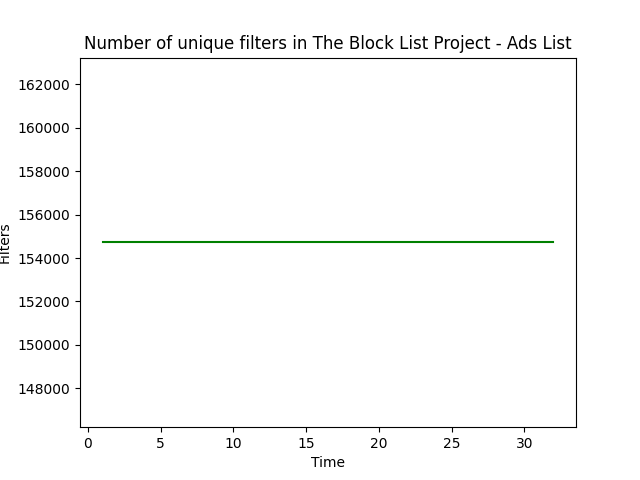 Number of unique filters in The Block List Project - Ads List
162000
160000
158000
156000
154000
152000
150000
148000
Filters
0 5 10 15 20 25 30
Time